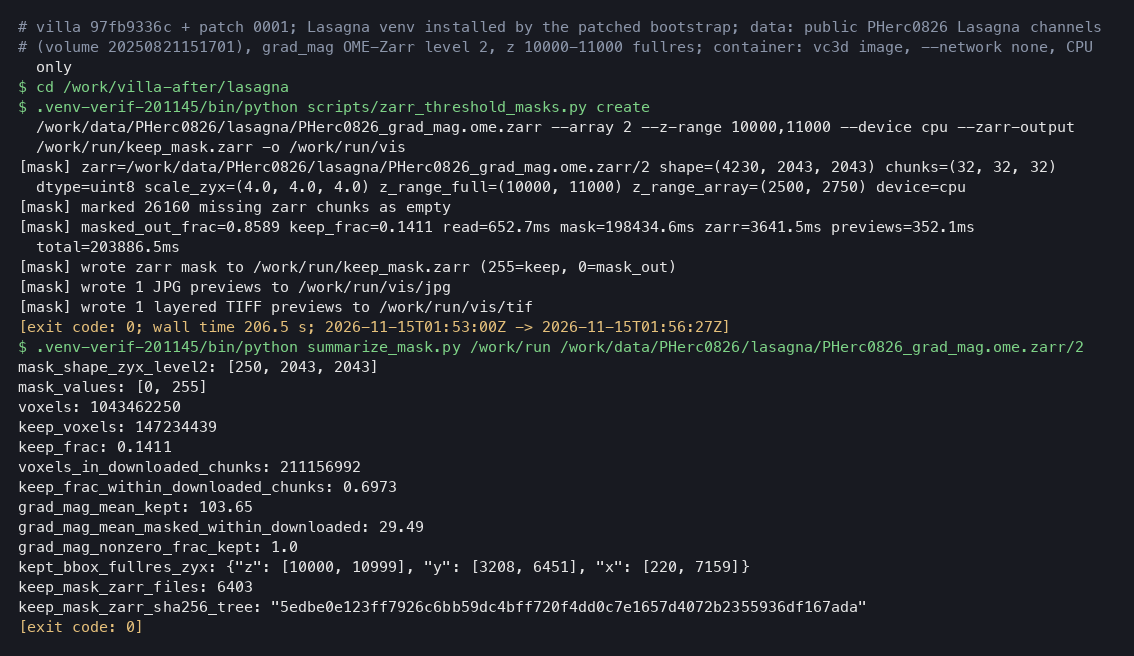 # villa 97fb9336c + patch 0001; Lasagna venv installed by the patched bootstrap; data: public PHerc0826 Lasagna channels
# (volume 20250821151701), grad_mag OME-Zarr level 2, z 10000-11000 fullres; container: vc3d image, --network none, CPU
only
$ cd /work/villa-after/lasagna
$ .venv-verif-201145/bin/python scripts/zarr_threshold_masks.py create
/work/data/PHerc0826/lasagna/PHerc0826_grad_mag.ome.zarr --array 2 --z-range 10000,11000 --device cpu --zarr-output
/work/run/keep_mask.zarr -o /work/run/vis
[mask] zarr=/work/data/PHerc0826/lasagna/PHerc0826_grad_mag.ome.zarr/2 shape=(4230, 2043, 2043) chunks=(32, 32, 32)
dtype=uint8 scale_zyx=(4.0, 4.0, 4.0) z_range_full=(10000, 11000) z_range_array=(2500, 2750) device=cpu
[mask] marked 26160 missing zarr chunks as empty
[mask] masked_out_frac=0.8589 keep_frac=0.1411 read=652.7ms mask=198434.6ms zarr=3641.5ms previews=352.1ms
total=203886.5ms
[mask] wrote zarr mask to /work/run/keep_mask.zarr (255=keep, 0=mask_out)
[mask] wrote 1 JPG previews to /work/run/vis/jpg
[mask] wrote 1 layered TIFF previews to /work/run/vis/tif
[exit code: 0; wall time 206.5 s; 2026-11-15T01:53:00Z -> 2026-11-15T01:56:27Z]
$ .venv-verif-201145/bin/python summarize_mask.py /work/run /work/data/PHerc0826/lasagna/PHerc0826_grad_mag.ome.zarr/2
mask_shape_zyx_level2: [250, 2043, 2043]
mask_values: [0, 255]
voxels: 1043462250
keep_voxels: 147234439
keep_frac: 0.1411
voxels_in_downloaded_chunks: 211156992
keep_frac_within_downloaded_chunks: 0.6973
grad_mag_mean_kept: 103.65
grad_mag_mean_masked_within_downloaded: 29.49
grad_mag_nonzero_frac_kept: 1.0
kept_bbox_fullres_zyx: {"z": [10000, 10999], "y": [3208, 6451], "x": [220, 7159]}
keep_mask_zarr_files: 6403
keep_mask_zarr_sha256_tree: "5edbe0e123ff7926c6bb59dc4bff720f4dd0c7e1657d4072b2355936df167ada"
[exit code: 0]